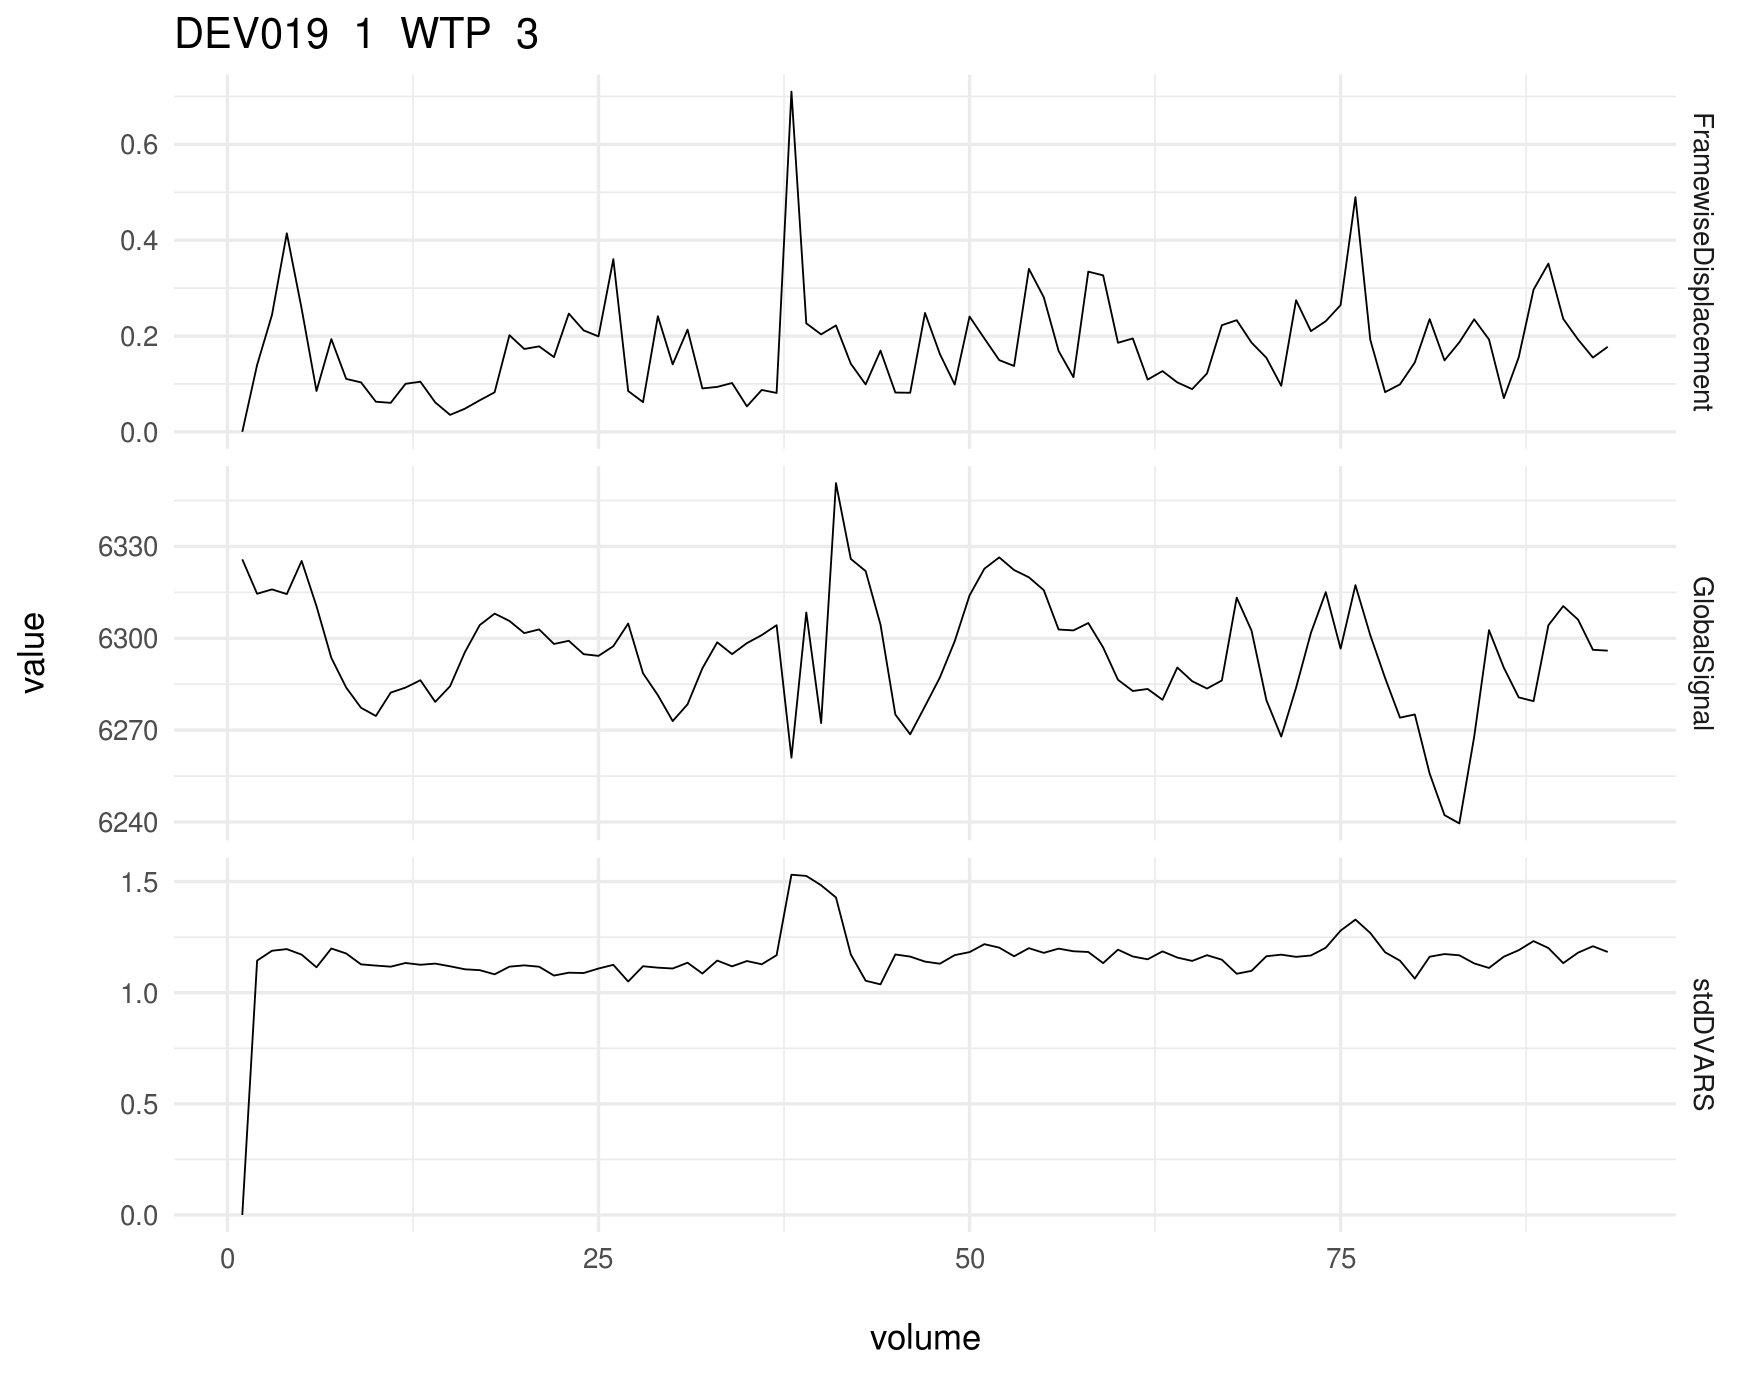 DEV019 1 WTP 3
value
0.6
0.4
0.2
0.0
FramewiseDisplacement
6330
6300
6270
6240
GlobalSignal
1.5
1.0
0.5
0.0
stdDVARS
0 25 50 75
volume